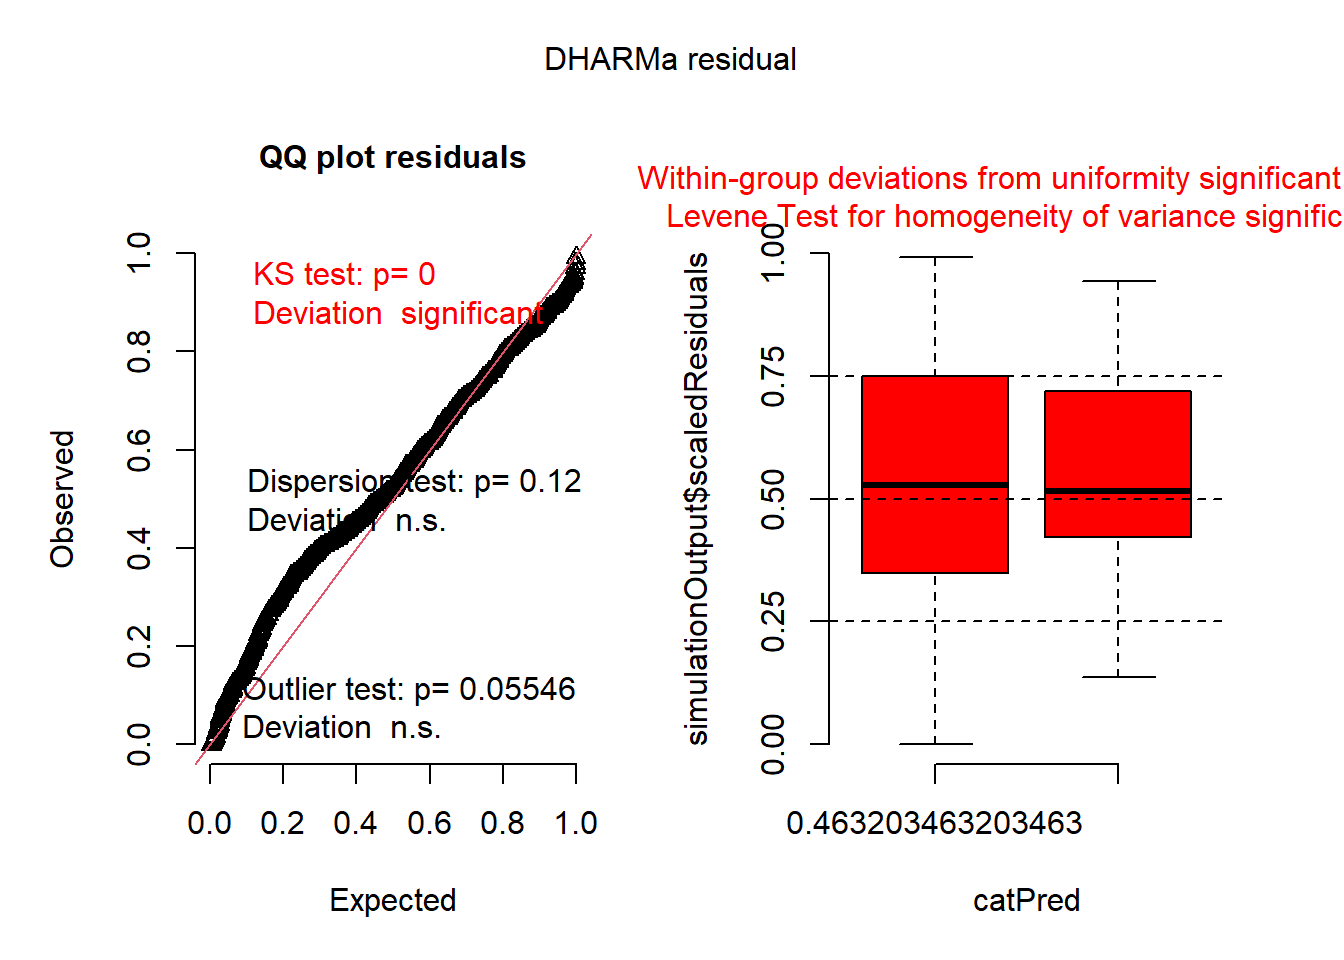 DHARMa residual
QQ plot residuals
KS test: p= 0
Deviation  significant
Dispersion test: p= 0.12
Deviation  n.s.
Outlier test: p= 0.05546
Deviation  n.s.
Observed
0.0 0.2 0.4 0.6 0.8 1.0
0.0 0.2 0.4 0.6 0.8 1.0
Expected
Within-group deviations from uniformity significant
Levene Test for homogeneity of variance signific
simulationOutput$scaledResiduals
0.00 0.25 0.50 0.75 1.00
0.463203463203463
catPred